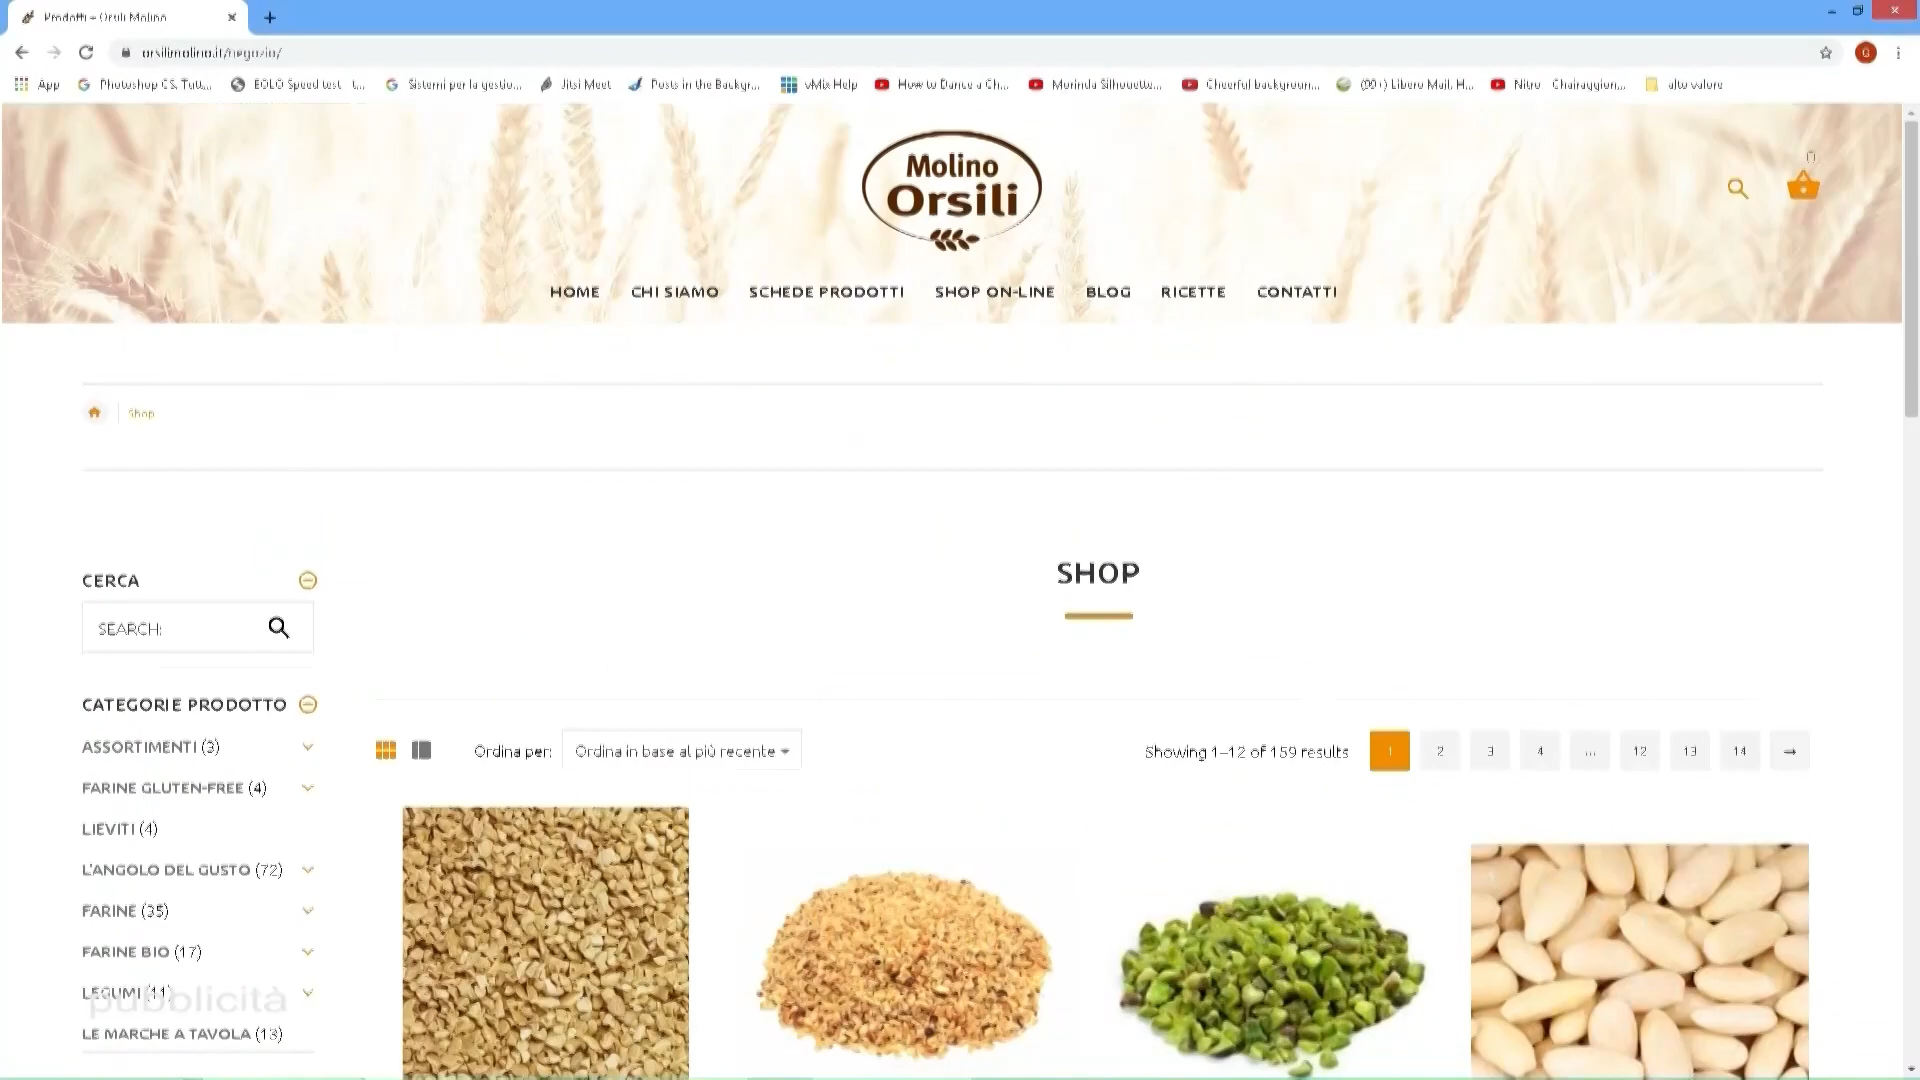 Prodotti – Orsili Molino
orsilimolino.it/negozio/
App
Photoshop CS, Tut...
EOLO Speed test
Sistemi per la gestio...
Jitsi Meet
Posts in the Backgr...
vMix Help
How to Dance a Ch...
Morinda Silhouette...
Cheerful backgroun...
Libero Mail, H...
Nitro
alto valore
Molino
Orsili
0
HOME
CHI SIAMO
SCHEDE PRODOTTI
SHOP ON-LINE
BLOG
RICETTE
CONTATTI
Shop
CERCA
SEARCH:
SHOP
CATEGORIE PRODOTTO
ASSORTIMENTI (3)
FARINE GLUTEN-FREE (4)
LIEVITI (4)
L'ANGOLO DEL GUSTO (72)
FARINE (35)
FARINE BIO (17)
LEGUMI (11)
LE MARCHE A TAVOLA (13)
pubblicità
Ordina per:
Ordina in base al più recente
Showing 1–12 of 159 results
1 2 3 4 ... 12 13 14 →